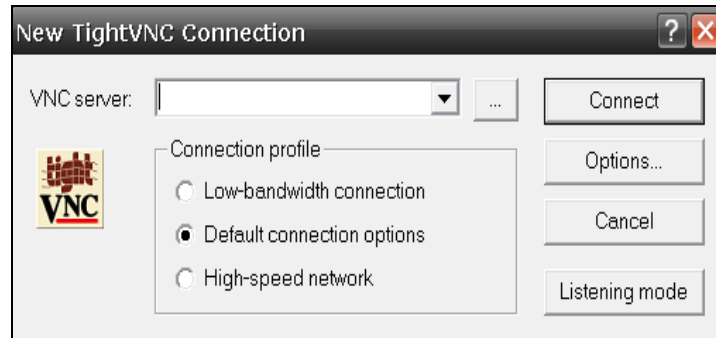 New TightVNC Connection
VNC server:
...
Connect
tight
VNC
Connection profile
Low-bandwidth connection
Default connection options
High-speed network
Options...
Cancel
Listening mode